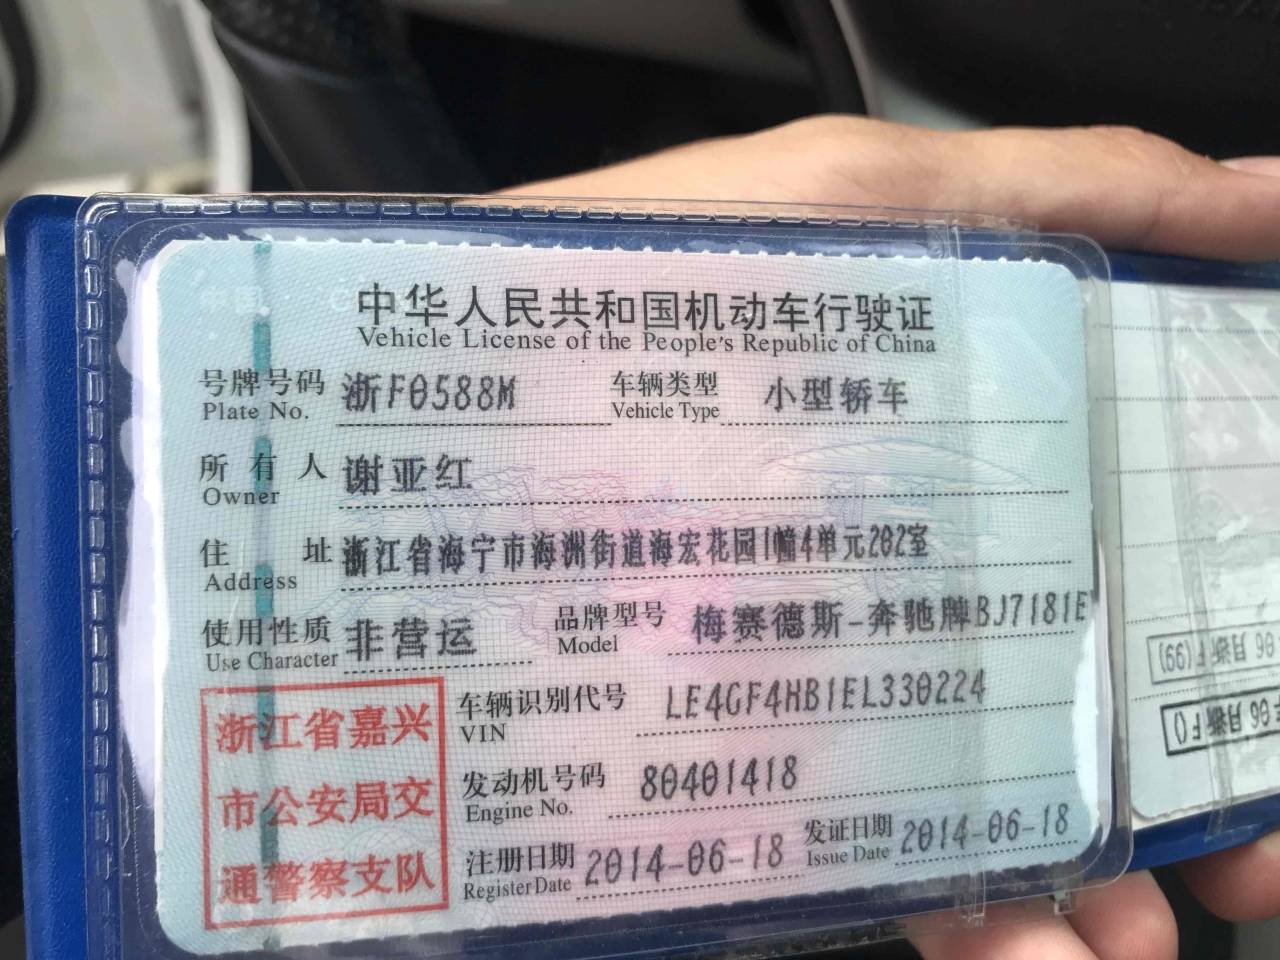 中华人民共和国机动车行驶证
Vehicle License of the People's Republic of China
号牌号码 浙F0588M 车辆类型 小型轿车
Plate No. Vehicle Type
所有人 谢亚红
Owner
住址 浙江省海宁市海洲街道海宏花园1幢4单元202室
Address
使用性质 非营运 品牌型号 梅赛德斯-奔驰牌BJ7181E
Use Character Model
浙江省嘉兴
市公安局交
通警察支队
车辆识别代号 LE4GF4HB1EL330224
VIN
发动机号码 80401418
Engine No.
注册日期 2014-06-18 发证日期 2014-06-18
Register Date Issue Date